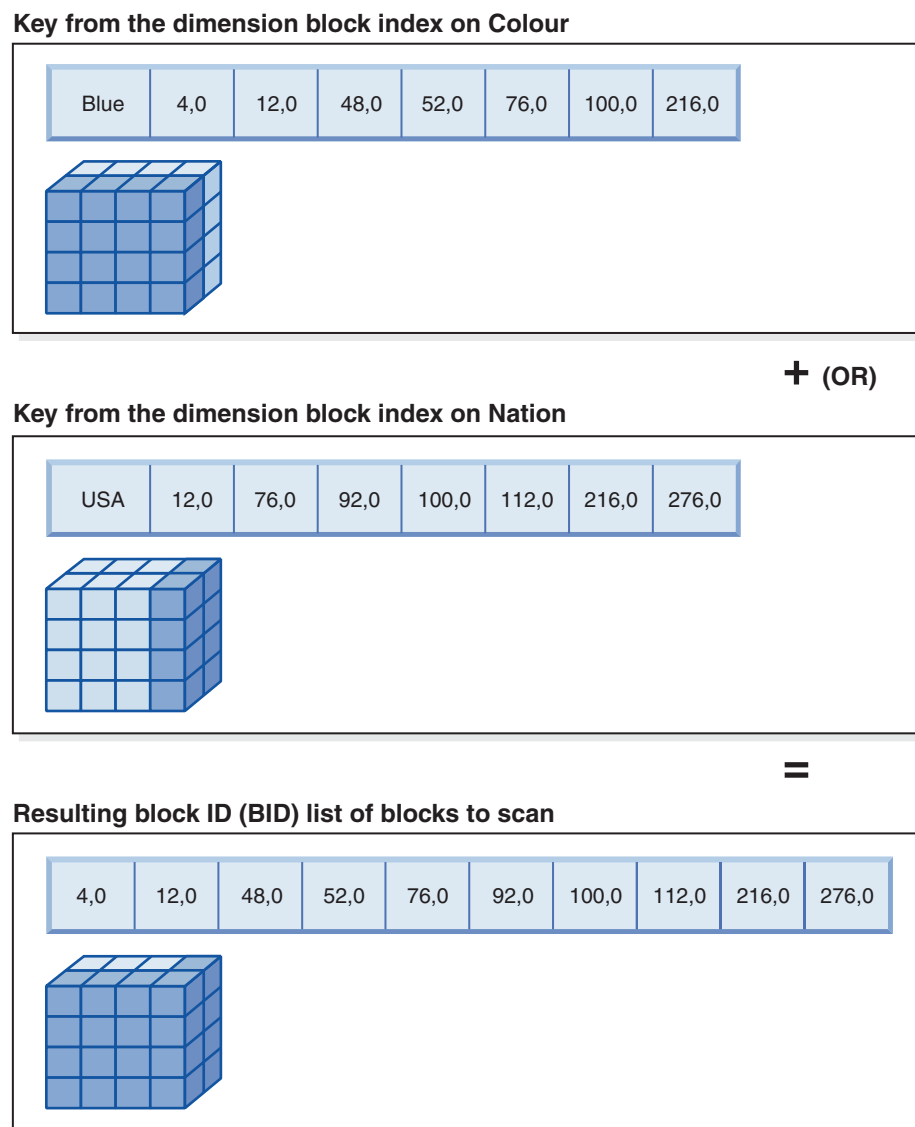 Key from the dimension block index on Colour
Blue 4,0 12,0 48,0 52,0 76,0 100,0 216,0
+ (OR)
Key from the dimension block index on Nation
USA 12,0 76,0 92,0 100,0 112,0 216,0 276,0
=
Resulting block ID (BID) list of blocks to scan
4,0 12,0 48,0 52,0 76,0 92,0 100,0 112,0 216,0 276,0